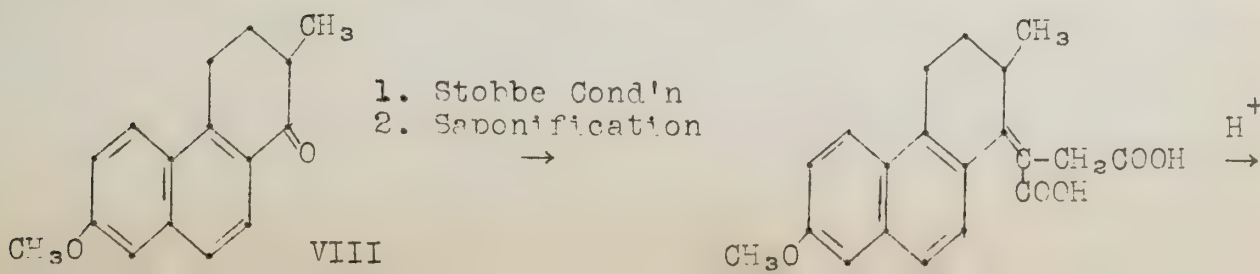 CH₃
1. Stobbe Cond'n
2. Saponification
→
O
CH₃O
VIII
CH₃
C-CH₂COOH
COOH
CH₃O
H⁺
→